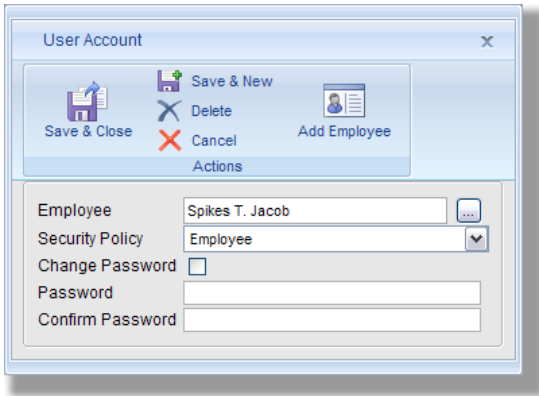 User Account
x
Save & Close
Save & New
Delete
Cancel
Add Employee
Actions
Employee Spikes T. Jacob ...
Security Policy Employee
Change Password
Password
Confirm Password